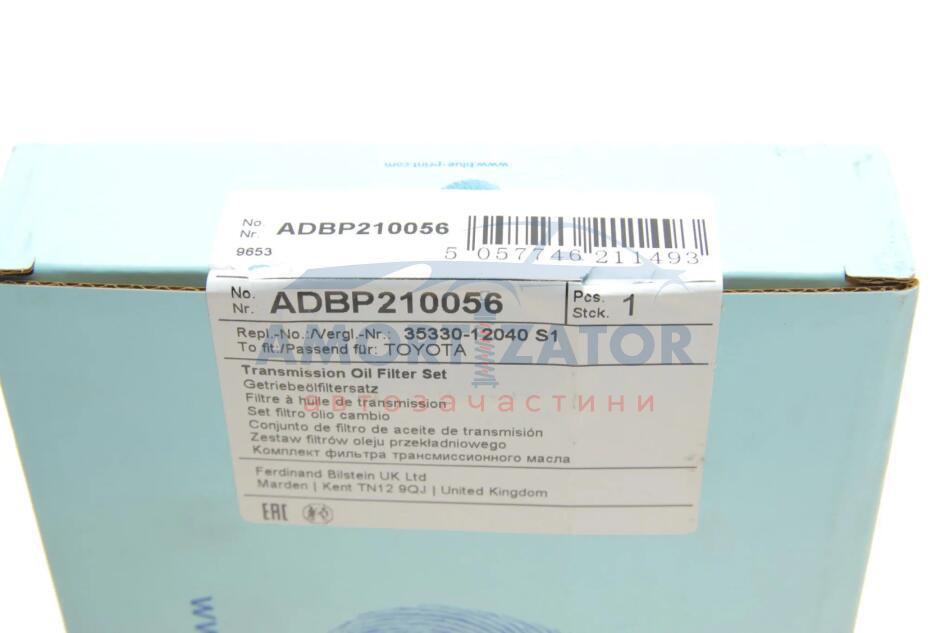 www.blue-print.com
No.
Nr. ADBP210056
9653
5 057746 211493
No.
Nr. ADBP210056
Pcs.
Stck. 1
Repl.-No.:/Vergl.-Nr.: 35330-12040 S1
To fit:/Passend für: TOYOTA
AMORTIZATOR
Transmission Oil Filter Set
Getriebeölfiltersatz
Filtre à huile de transmission
автозачастини
Set filtro olio cambio
Conjunto de filtro de aceite de transmisión
Zestaw filtrów oleju przekładniowego
Комплект фильтра трансмиссионного масла
Ferdinand Bilstein UK Ltd
Marden | Kent TN12 9QJ | United Kingdom
EAC